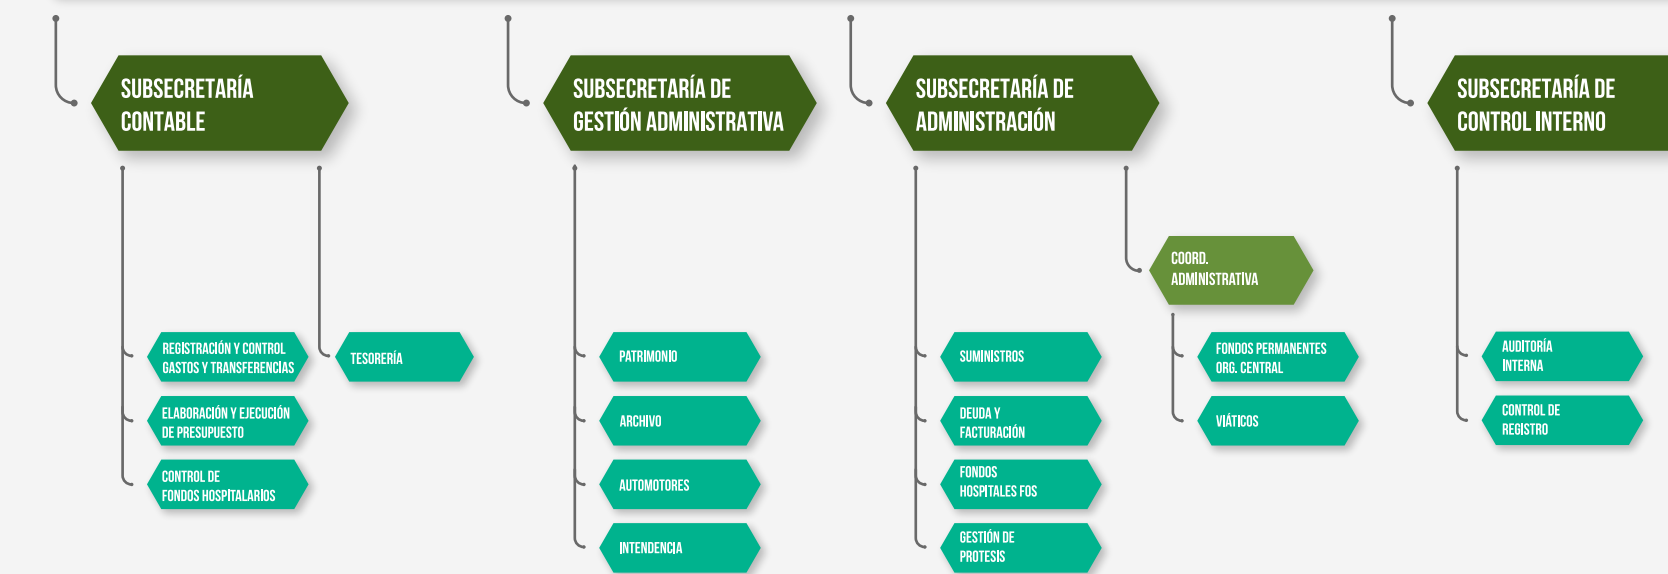 SUBSECRETARÍA
CONTABLE
REGISTRACIÓN Y CONTROL
GASTOS Y TRANSFERENCIAS
ELABORACIÓN Y EJECUCIÓN
DE PRESUPUESTO
CONTROL DE
FONDOS HOSPITALARIOS
TESORERÍA
SUBSECRETARÍA DE
GESTIÓN ADMINISTRATIVA
PATRIMONIO
ARCHIVO
AUTOMOTORES
INTENDENCIA
SUBSECRETARÍA DE
ADMINISTRACIÓN
SUMINISTROS
DEUDA Y
FACTURACIÓN
FONDOS
HOSPITALES FOS
GESTIÓN DE
PROTESIS
COORD.
ADMINISTRATIVA
FONDOS PERMANENTES
ORG. CENTRAL
VIÁTICOS
SUBSECRETARÍA DE
CONTROL INTERNO
AUDITORÍA
INTERNA
CONTROL DE
REGISTRO